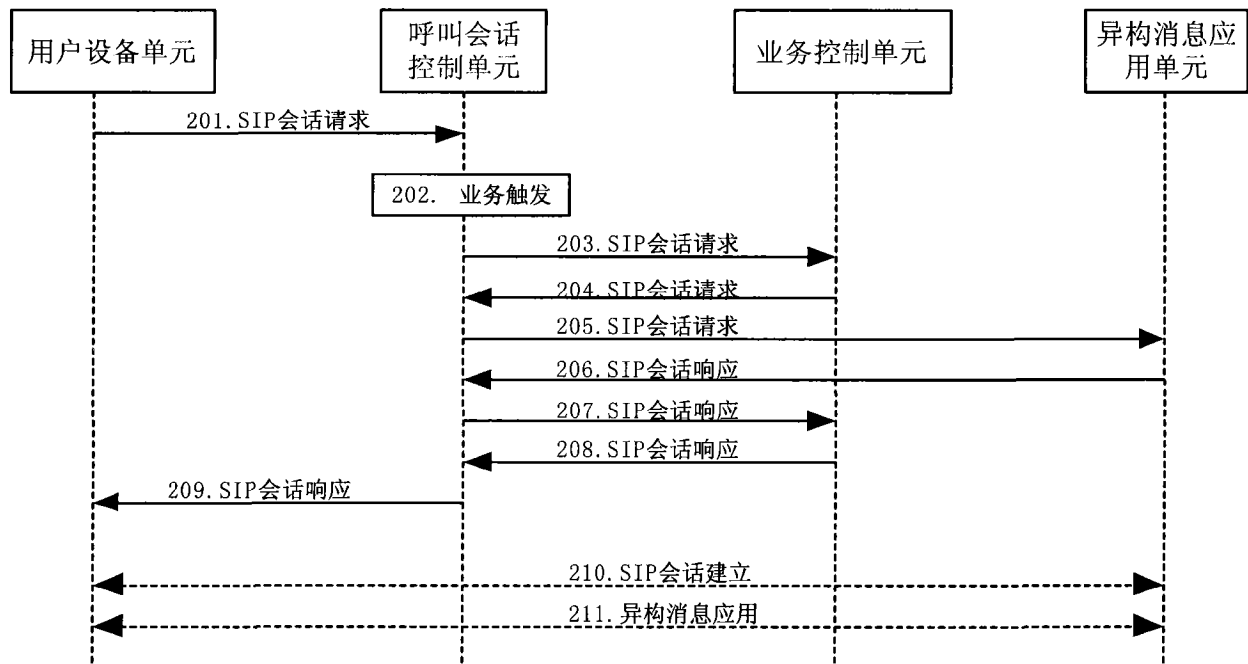 用户设备单元
呼叫会话
控制单元
业务控制单元
异构消息应
用单元
201.SIP会话请求
202. 业务触发
203.SIP会话请求
204.SIP会话请求
205.SIP会话请求
206.SIP会话响应
207.SIP会话响应
208.SIP会话响应
209.SIP会话响应
210.SIP会话建立
211.异构消息应用